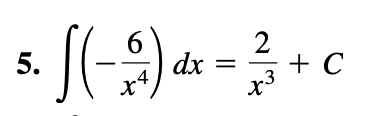 5. ∫(-6/x⁴) dx = 2/x³ + C